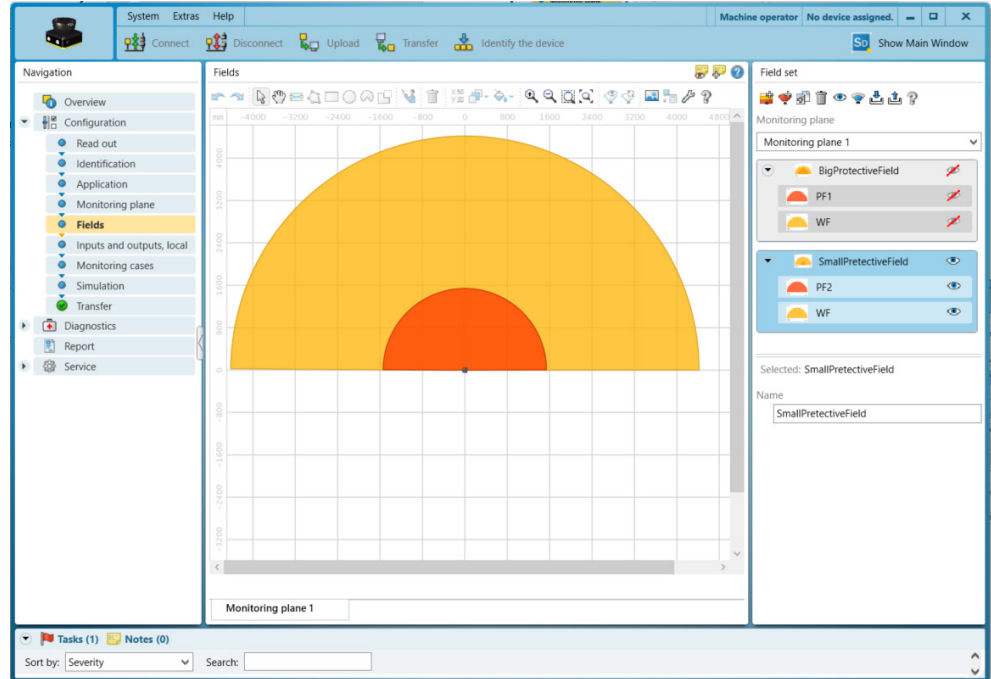 System Extras Help
Machine operator No device assigned.
Connect Disconnect Upload Transfer Identify the device
SD Show Main Window
Navigation
Overview
Configuration
Read out
Identification
Application
Monitoring plane
Fields
Inputs and outputs, local
Monitoring cases
Simulation
Transfer
Diagnostics
Report
Service
Fields
mm -4000 -3200 -2400 -1600 -800 0 800 1600 2400 3200 4000 4800
4000
3200
2400
1600
800
0
-800
-1600
-2400
-3200
Monitoring plane 1
Field set
Monitoring plane
Monitoring plane 1
BigProtectiveField
PF1
WF
SmallPretectiveField
PF2
WF
Selected: SmallPretectiveField
Name
SmallPretectiveField
Tasks (1) Notes (0)
Sort by: Severity Search: